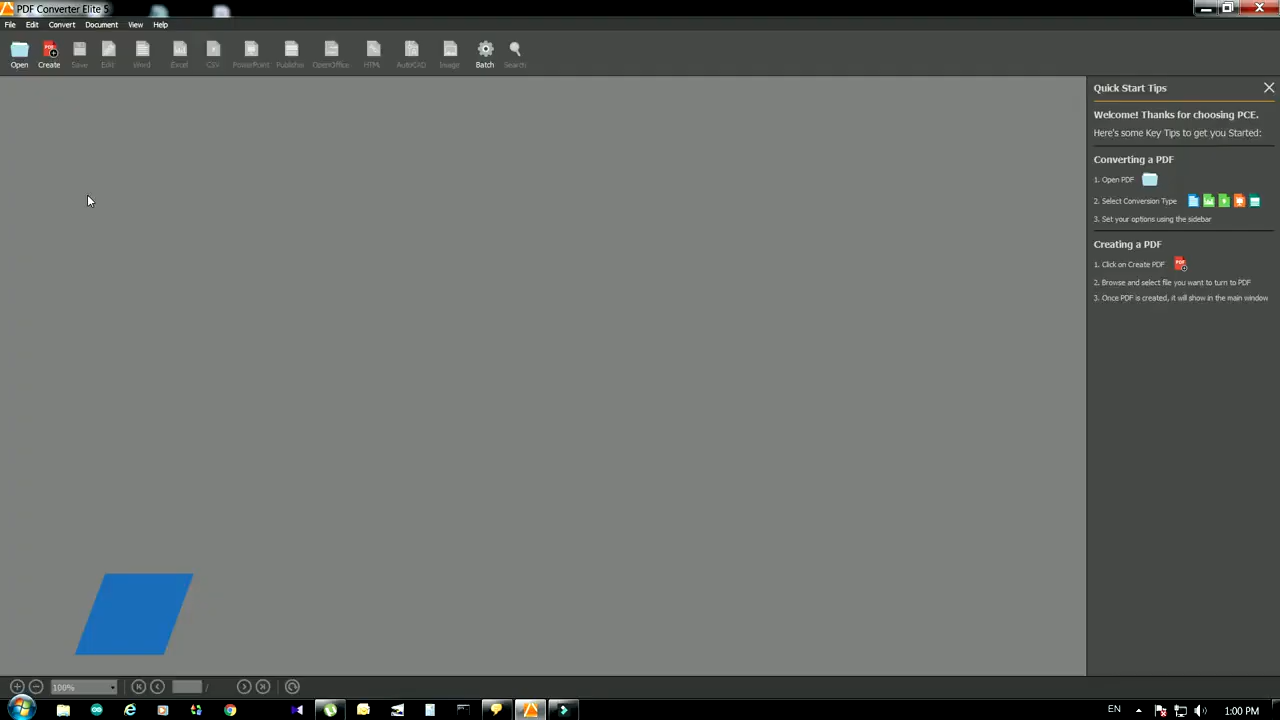 PDF Converter Elite 5
File Edit Convert Document View Help
Open Create Save Edit Word Excel CSV PowerPoint Publisher OpenOffice HTML AutoCAD Image Batch Search
Quick Start Tips
Welcome! Thanks for choosing PCE.
Here's some Key Tips to get you Started:
Converting a PDF
1. Open PDF
2. Select Conversion Type
3. Set your options using the sidebar
Creating a PDF
1. Click on Create PDF
2. Browse and select file you want to turn to PDF
3. Once PDF is created, it will show in the main window
100% /
EN 1:00 PM